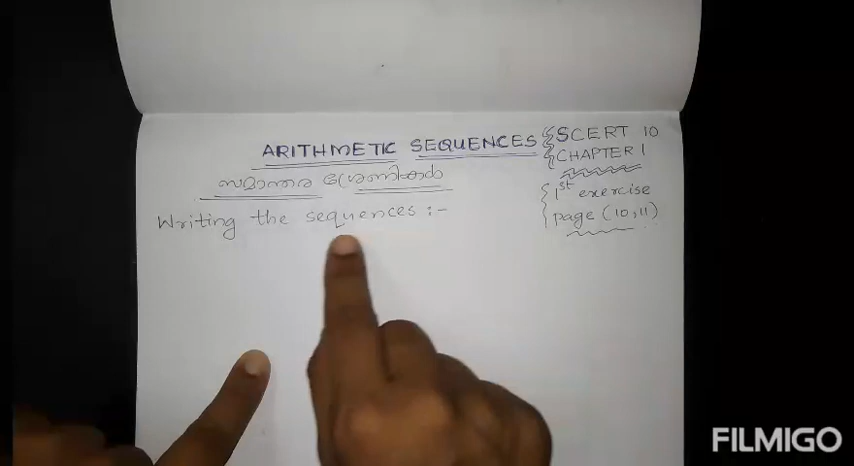 ARITHMETIC SEQUENCES
സമാന്തര ശ്രേണികൾ
Writing the sequences :-
SCERT 10
CHAPTER 1
1st exercise
page (10,11)
FILMIGO